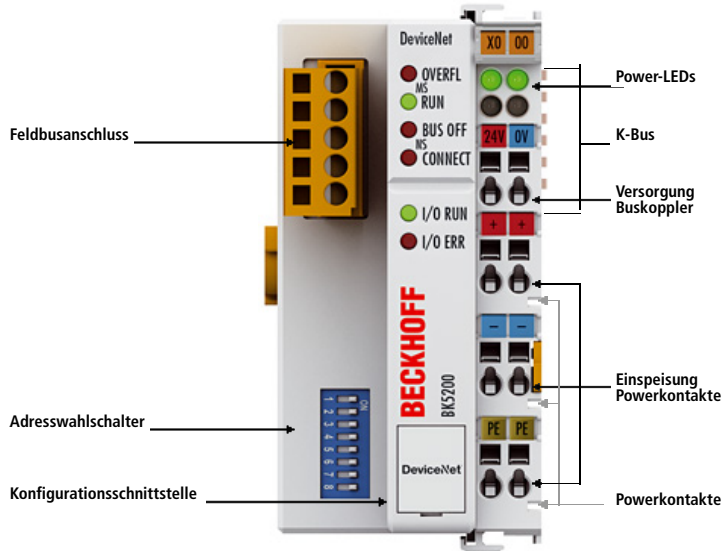 DeviceNet
X0 00
OVERFL
MS
RUN
BUS OFF
NS
CONNECT
I/O RUN
I/O ERR
24V 0V
+ +
- -
PE PE
BECKHOFF
BK5200
DeviceNet
ON
1
2
3
4
5
6
7
8
Feldbusanschluss
Adresswahlschalter
Konfigurationsschnittstelle
Power-LEDs
K-Bus
Versorgung
Buskoppler
Einspeisung
Powerkontakte
Powerkontakte